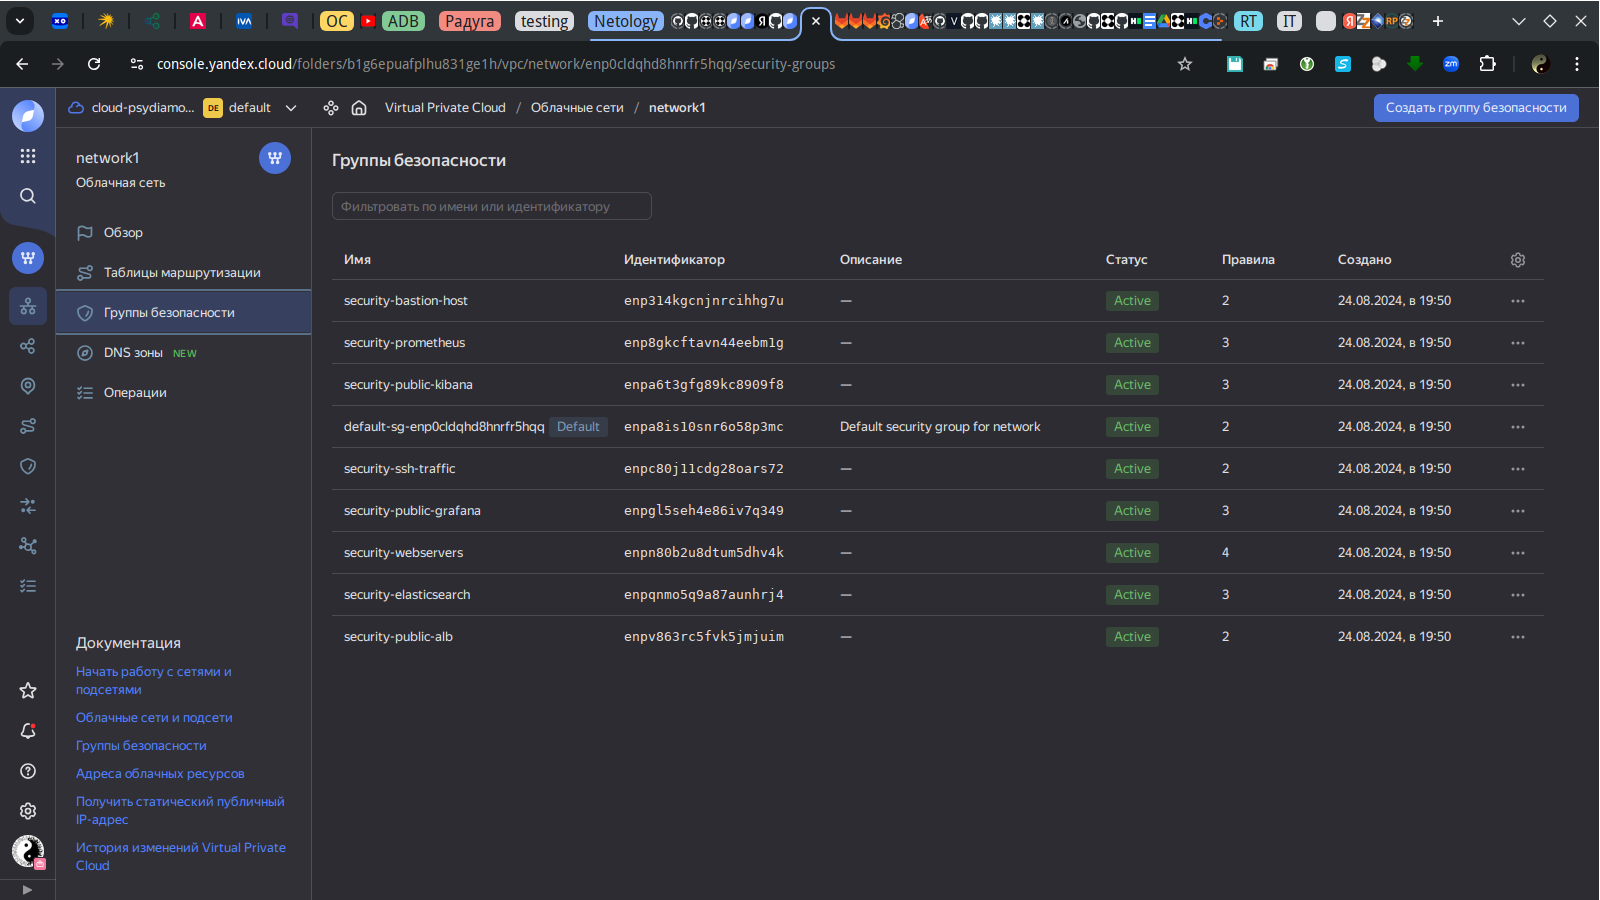 OC
ADB
Радуга
testing
Netology
RT
IT
console.yandex.cloud/folders/b1g6epuafplhu831ge1h/vpc/network/enp0cldqhd8hnrfr5hqq/security-groups
cloud-psydiamo... DE default
Virtual Private Cloud / Облачные сети / network1
Создать группу безопасности
network1
Облачная сеть
Обзор
Таблицы маршрутизации
Группы безопасности
DNS зоны NEW
Операции
Документация
Начать работу с сетями и
подсетями
Облачные сети и подсети
Группы безопасности
Адреса облачных ресурсов
Получить статический публичный
IP-адрес
История изменений Virtual Private
Cloud
Группы безопасности
Фильтровать по имени или идентификатору
Имя Идентификатор Описание Статус Правила Создано
security-bastion-host enp314kgcnjnrcihhg7u — Active 2 24.08.2024, в 19:50
security-prometheus enp8gkcftavn44eebm1g — Active 3 24.08.2024, в 19:50
security-public-kibana enpa6t3gfg89kc8909f8 — Active 3 24.08.2024, в 19:50
default-sg-enp0cldqhd8hnrfr5hqq Default enpa8is10snr6o58p3mc Default security group for network Active 2 24.08.2024, в 19:50
security-ssh-traffic enpc80j11cdg28oars72 — Active 2 24.08.2024, в 19:50
security-public-grafana enpgl5seh4e86iv7q349 — Active 3 24.08.2024, в 19:50
security-webservers enpn80b2u8dtum5dhv4k — Active 4 24.08.2024, в 19:50
security-elasticsearch enpqnmo5q9a87aunhrj4 — Active 3 24.08.2024, в 19:50
security-public-alb enpv863rc5fvk5jmjuim — Active 2 24.08.2024, в 19:50